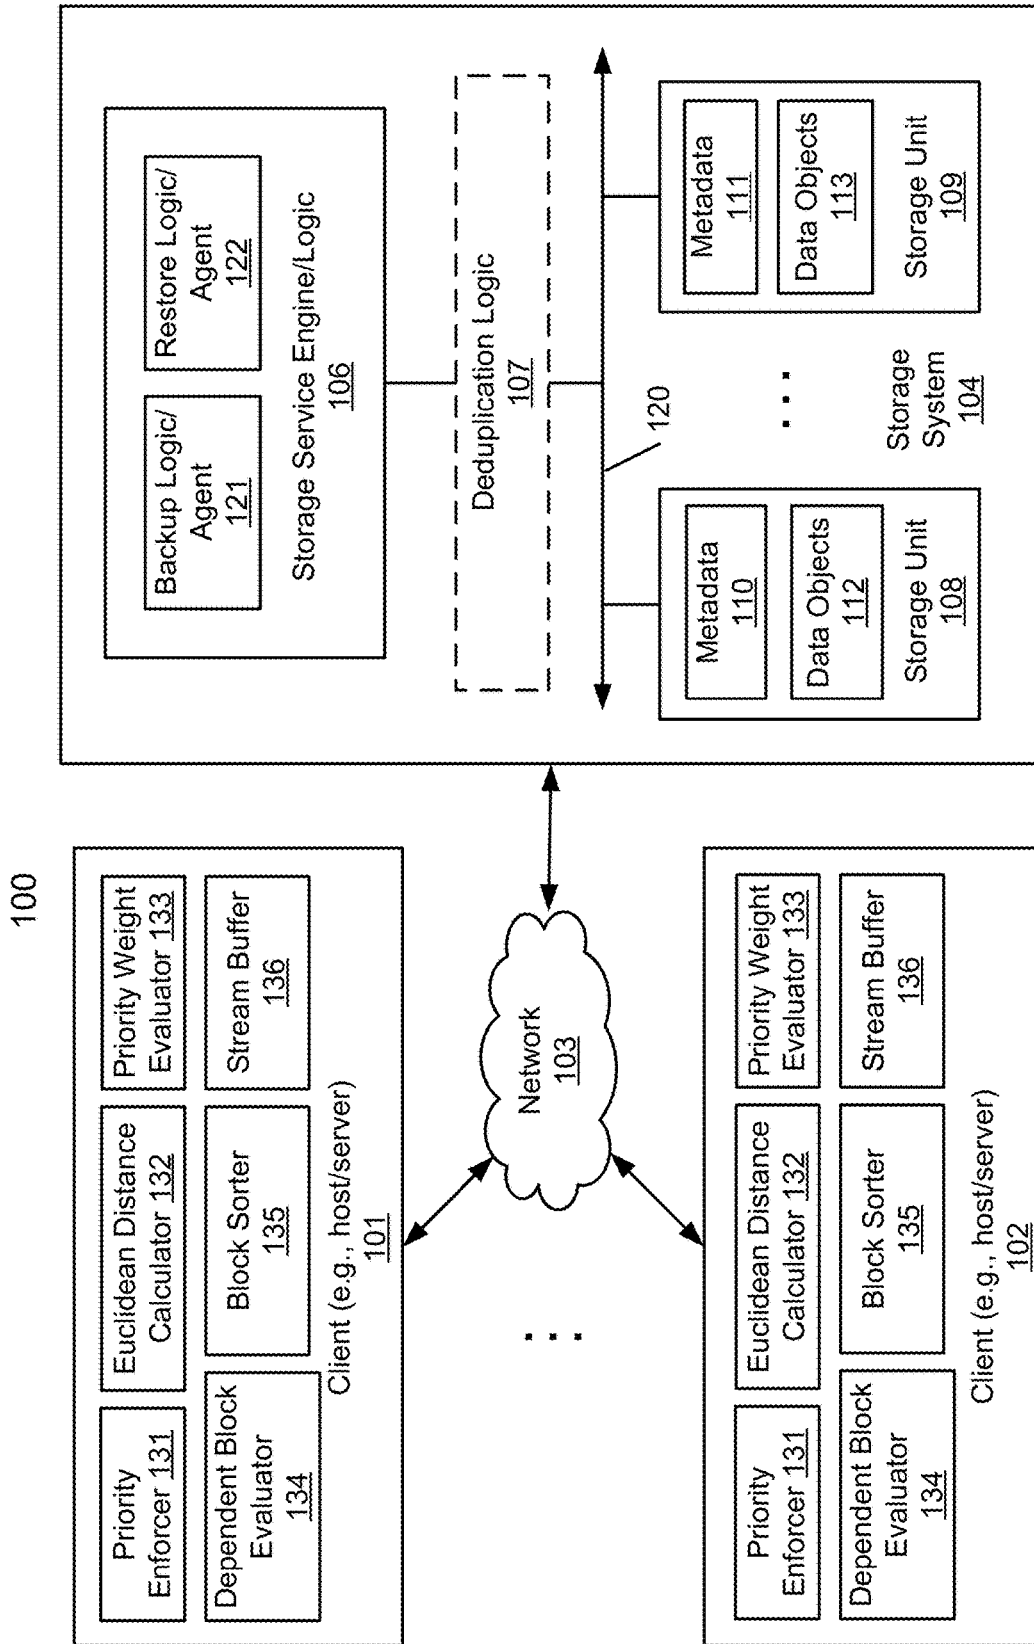 100
Priority
Enforcer 131
Euclidean Distance
Calculator 132
Priority Weight
Evaluator 133
Dependent Block
Evaluator
134
Block Sorter
135
Stream Buffer
136
Client (e.g., host/server)
101
. . .
Network
103
Priority
Enforcer 131
Euclidean Distance
Calculator 132
Priority Weight
Evaluator 133
Dependent Block
Evaluator
134
Block Sorter
135
Stream Buffer
136
Client (e.g., host/server)
102
Backup Logic/
Agent
121
Restore Logic/
Agent
122
Storage Service Engine/Logic
106
Deduplication Logic
107
120
Metadata
110
Data Objects
112
Storage Unit
108
. . .
Metadata
111
Data Objects
113
Storage Unit
109
Storage
System
104